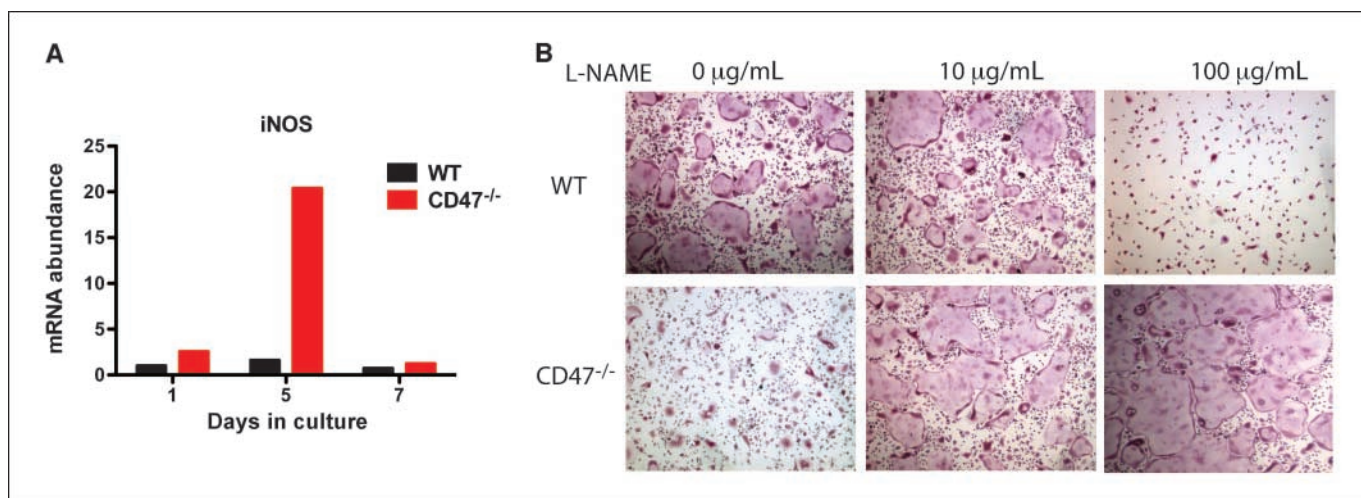 A
iNOS
mRNA abundance
25
20
15
10
5
0
WT
CD47-/-
1 5 7
Days in culture
B
L-NAME 0 μg/mL 10 μg/mL 100 μg/mL
WT
CD47-/-